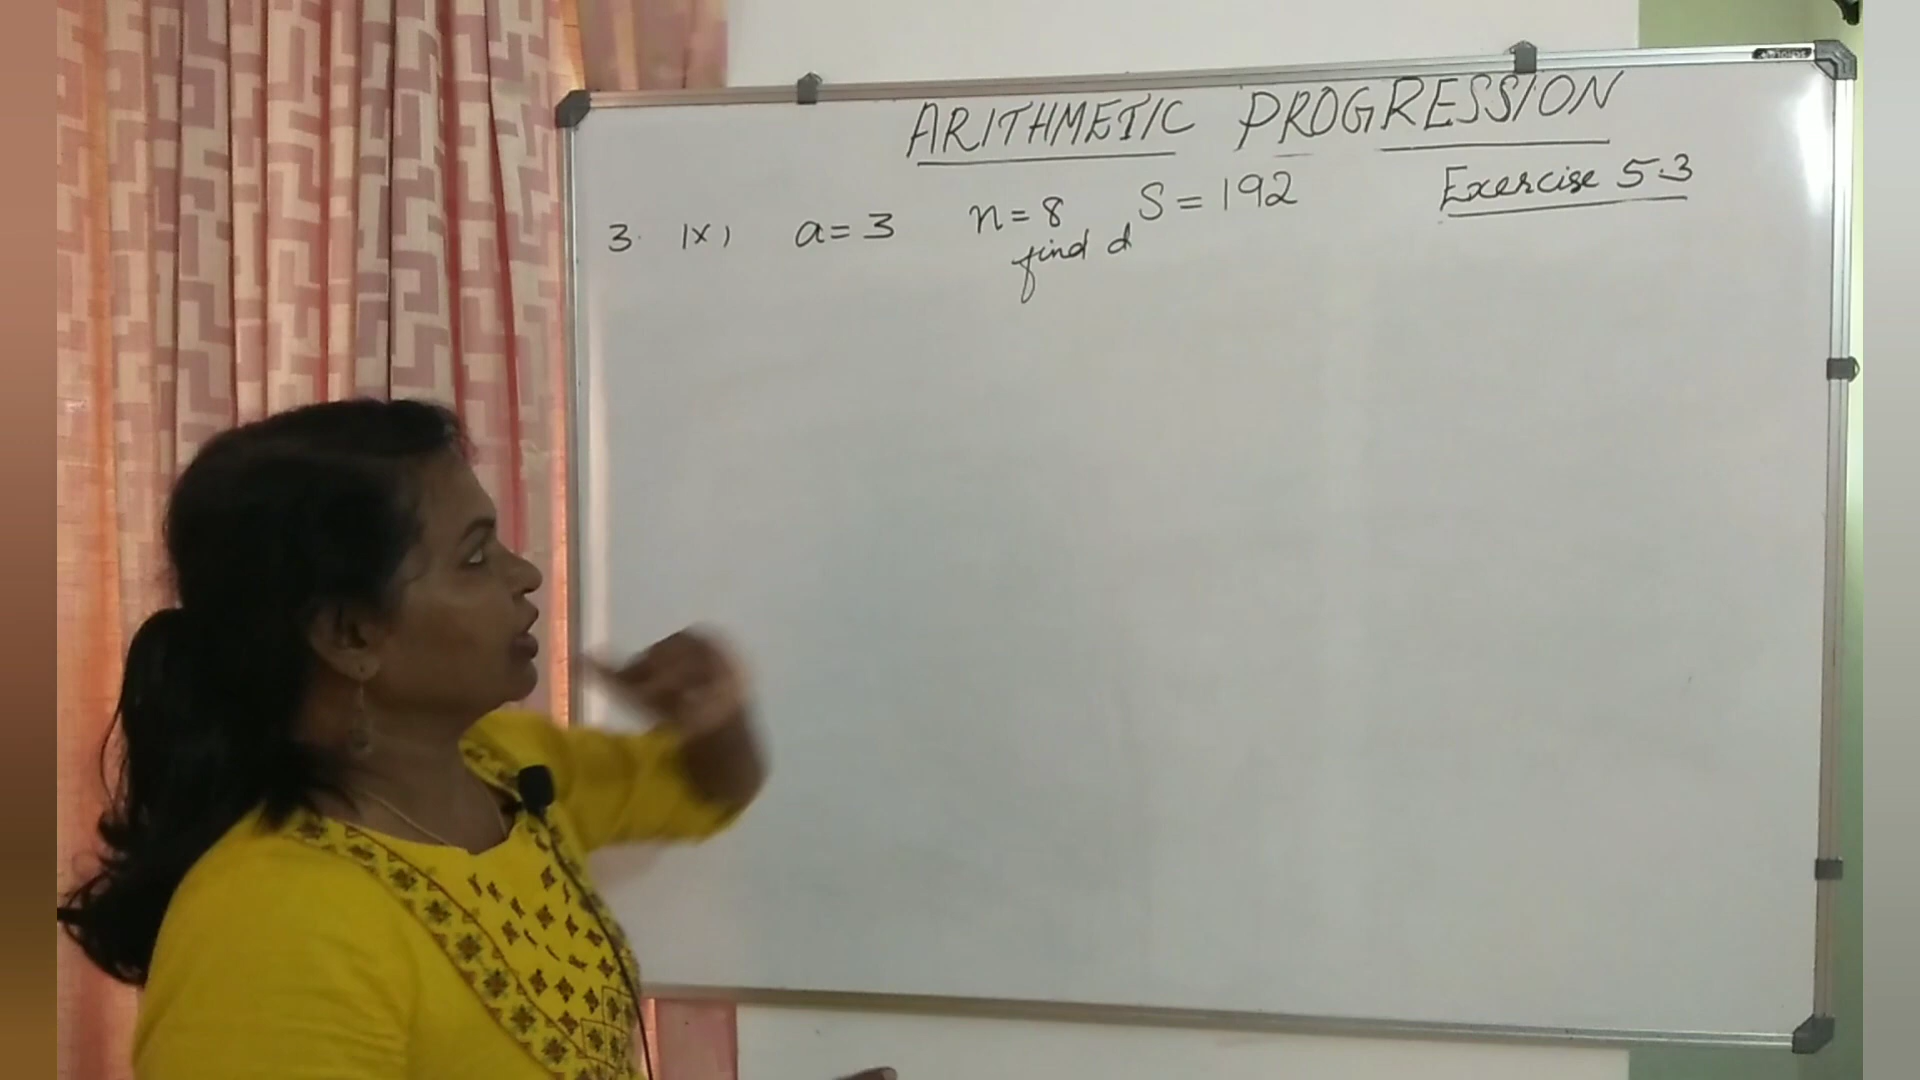 ARITHMETIC PROGRESSION
Exercise 5.3
3. ix) a = 3 n = 8 S = 192
find d